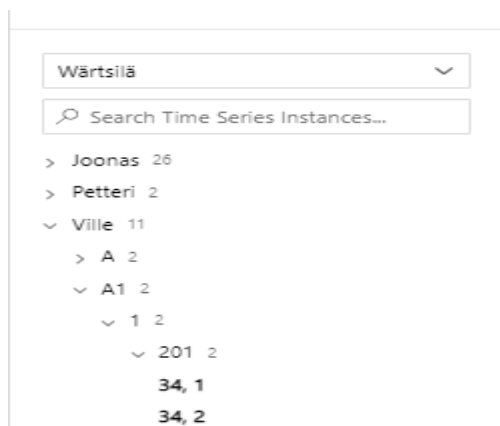 Wärtsilä
Search Time Series Instances...
Joonas 26
Petteri 2
Ville 11
A 2
A1 2
1 2
201 2
34, 1
34, 2